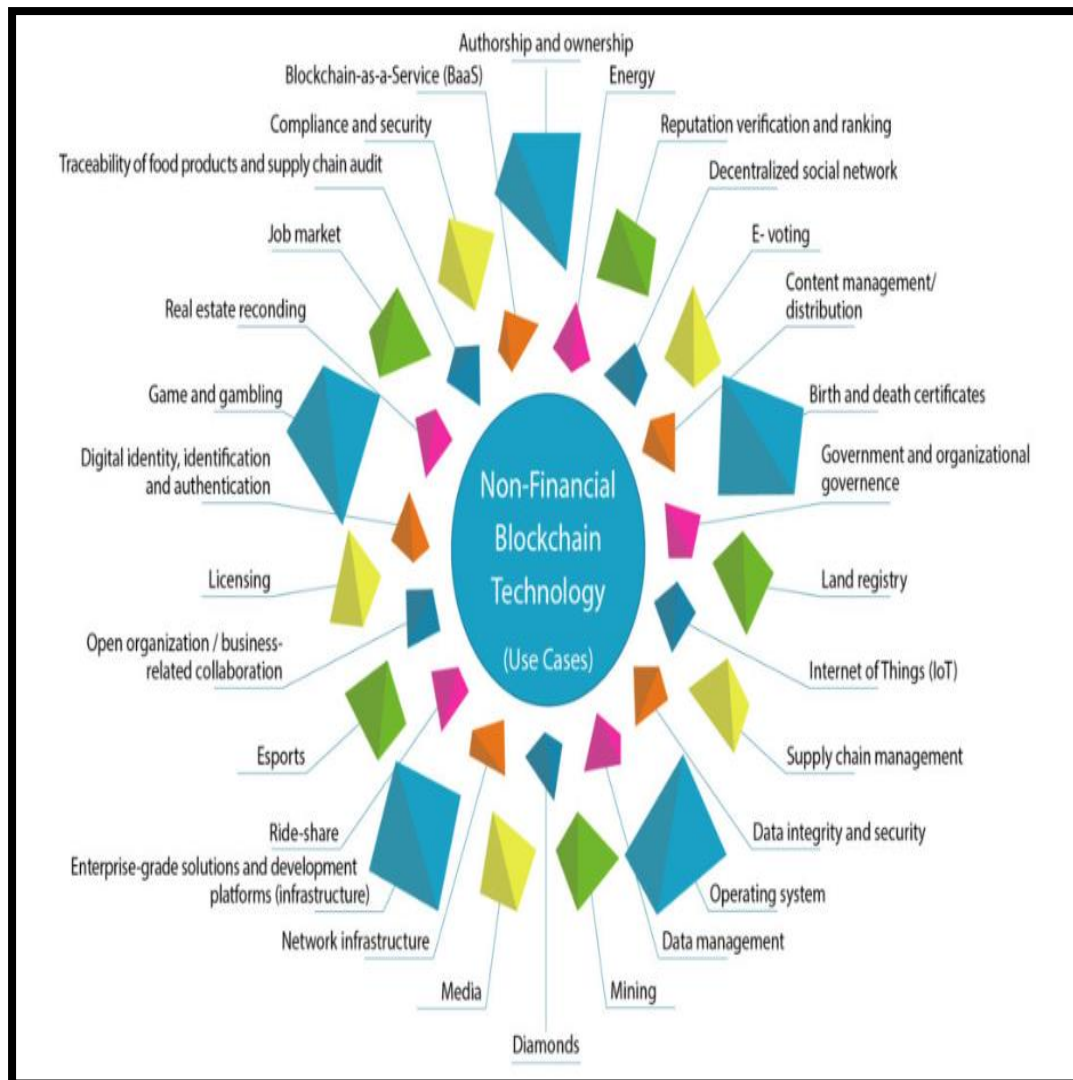 Authorship and ownership
Blockchain-as-a-Service (BaaS)
Energy
Compliance and security
Reputation verification and ranking
Traceability of food products and supply chain audit
Decentralized social network
Job market
E- voting
Content management/
distribution
Real estate reconding
Game and gambling
Birth and death certificates
Digital identity, identification
and authentication
Government and organizational
governence
Non-Financial
Blockchain
Technology
(Use Cases)
Licensing
Land registry
Open organization / business-
related collaboration
Internet of Things (IoT)
Esports
Supply chain management
Ride-share
Data integrity and security
Enterprise-grade solutions and development
platforms (infrastructure)
Operating system
Network infrastructure
Data management
Media
Mining
Diamonds